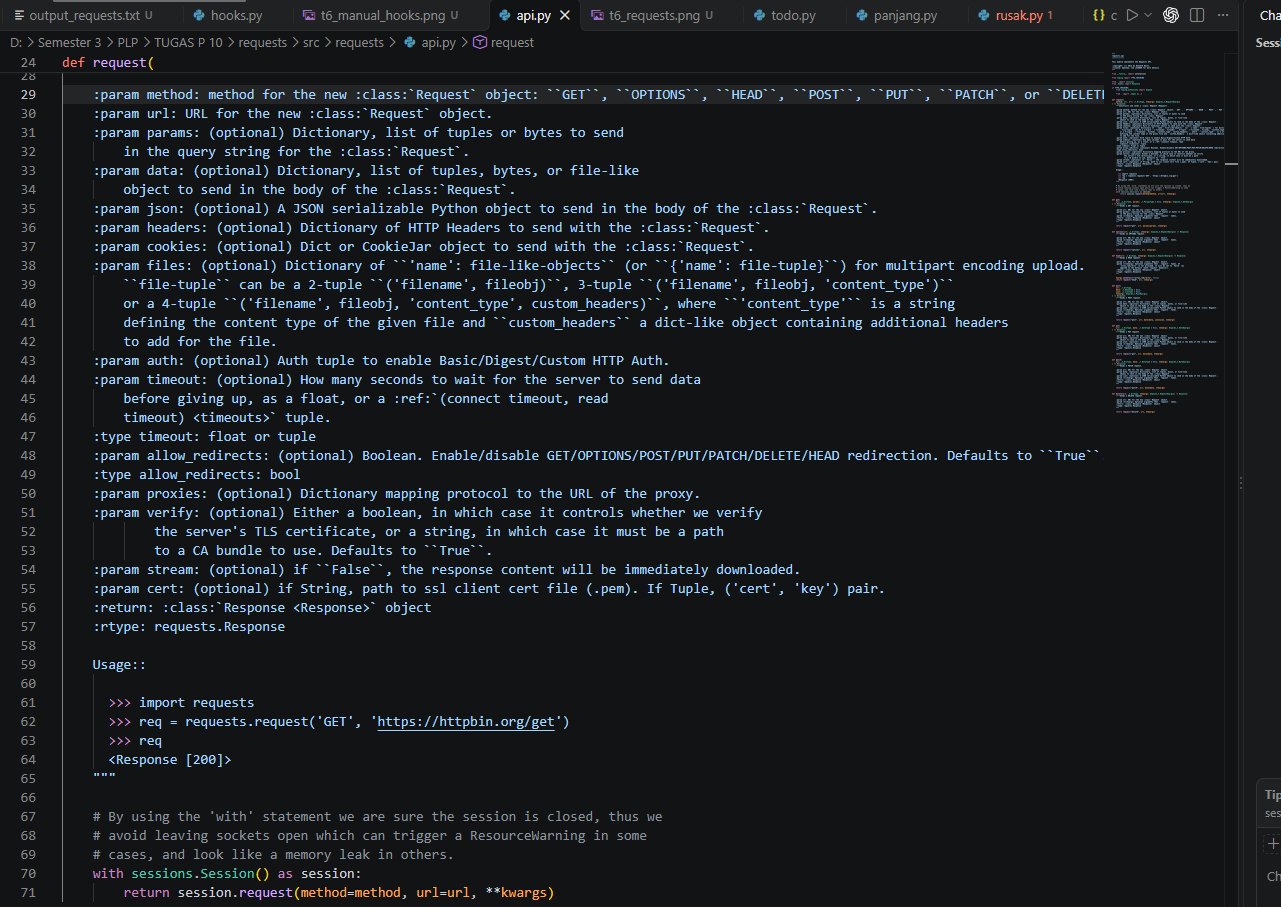 output_requests.txt U hooks.py t6_manual_hooks.png U api.py t6_requests.png U todo.py panjang.py rusak.py 1 {} c ... Cha
D: > Semester 3 > PLP > TUGAS P 10 > requests > src > requests > api.py > request
Sessi
24 def request(
28
29 :param method: method for the new :class:`Request` object: ``GET``, ``OPTIONS``, ``HEAD``, ``POST``, ``PUT``, ``PATCH``, or ``DELETE
30 :param url: URL for the new :class:`Request` object.
31 :param params: (optional) Dictionary, list of tuples or bytes to send
32 in the query string for the :class:`Request`.
33 :param data: (optional) Dictionary, list of tuples, bytes, or file-like
34 object to send in the body of the :class:`Request`.
35 :param json: (optional) A JSON serializable Python object to send in the body of the :class:`Request`.
36 :param headers: (optional) Dictionary of HTTP Headers to send with the :class:`Request`.
37 :param cookies: (optional) Dict or CookieJar object to send with the :class:`Request`.
38 :param files: (optional) Dictionary of ``'name': file-like-objects`` (or ``{'name': file-tuple}``) for multipart encoding upload.
39 ``file-tuple`` can be a 2-tuple ``('filename', fileobj)``, 3-tuple ``('filename', fileobj, 'content_type')``
40 or a 4-tuple ``('filename', fileobj, 'content_type', custom_headers)``, where ``'content_type'`` is a string
41 defining the content type of the given file and ``custom_headers`` a dict-like object containing additional headers
42 to add for the file.
43 :param auth: (optional) Auth tuple to enable Basic/Digest/Custom HTTP Auth.
44 :param timeout: (optional) How many seconds to wait for the server to send data
45 before giving up, as a float, or a :ref:`(connect timeout, read
46 timeout) <timeouts>` tuple.
47 :type timeout: float or tuple
48 :param allow_redirects: (optional) Boolean. Enable/disable GET/OPTIONS/POST/PUT/PATCH/DELETE/HEAD redirection. Defaults to ``True``
49 :type allow_redirects: bool
50 :param proxies: (optional) Dictionary mapping protocol to the URL of the proxy.
51 :param verify: (optional) Either a boolean, in which case it controls whether we verify
52 the server's TLS certificate, or a string, in which case it must be a path
53 to a CA bundle to use. Defaults to ``True``.
54 :param stream: (optional) if ``False``, the response content will be immediately downloaded.
55 :param cert: (optional) if String, path to ssl client cert file (.pem). If Tuple, ('cert', 'key') pair.
56 :return: :class:`Response <Response>` object
57 :rtype: requests.Response
58
59 Usage::
60
61 >>> import requests
62 >>> req = requests.request('GET', 'https://httpbin.org/get')
63 >>> req
64 <Response [200]>
65 """
66
67 # By using the 'with' statement we are sure the session is closed, thus we
68 # avoid leaving sockets open which can trigger a ResourceWarning in some
69 # cases, and look like a memory leak in others.
70 with sessions.Session() as session:
71 return session.request(method=method, url=url, **kwargs)
Tip
ses
+
Ch